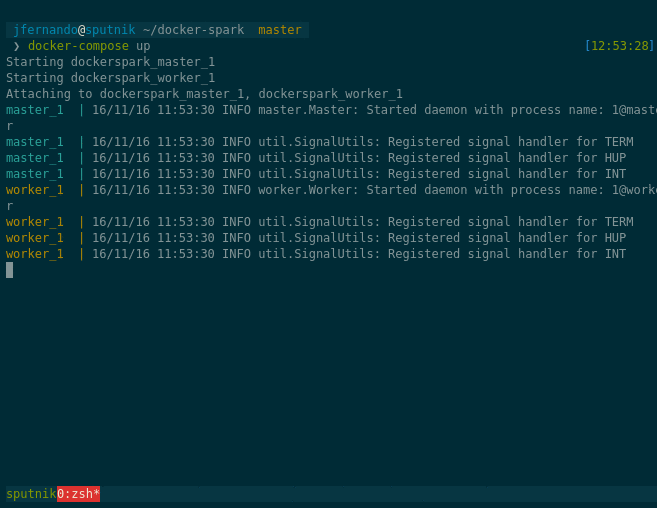 jfernando@sputnik ~/docker-spark master
❯ docker-compose up [12:53:28]
Starting dockerspark_master_1
Starting dockerspark_worker_1
Attaching to dockerspark_master_1, dockerspark_worker_1
master_1 | 16/11/16 11:53:30 INFO master.Master: Started daemon with process name: 1@maste
r
master_1 | 16/11/16 11:53:30 INFO util.SignalUtils: Registered signal handler for TERM
master_1 | 16/11/16 11:53:30 INFO util.SignalUtils: Registered signal handler for HUP
master_1 | 16/11/16 11:53:30 INFO util.SignalUtils: Registered signal handler for INT
worker_1 | 16/11/16 11:53:30 INFO worker.Worker: Started daemon with process name: 1@worke
r
worker_1 | 16/11/16 11:53:30 INFO util.SignalUtils: Registered signal handler for TERM
worker_1 | 16/11/16 11:53:30 INFO util.SignalUtils: Registered signal handler for HUP
worker_1 | 16/11/16 11:53:30 INFO util.SignalUtils: Registered signal handler for INT
sputnik0:zsh*